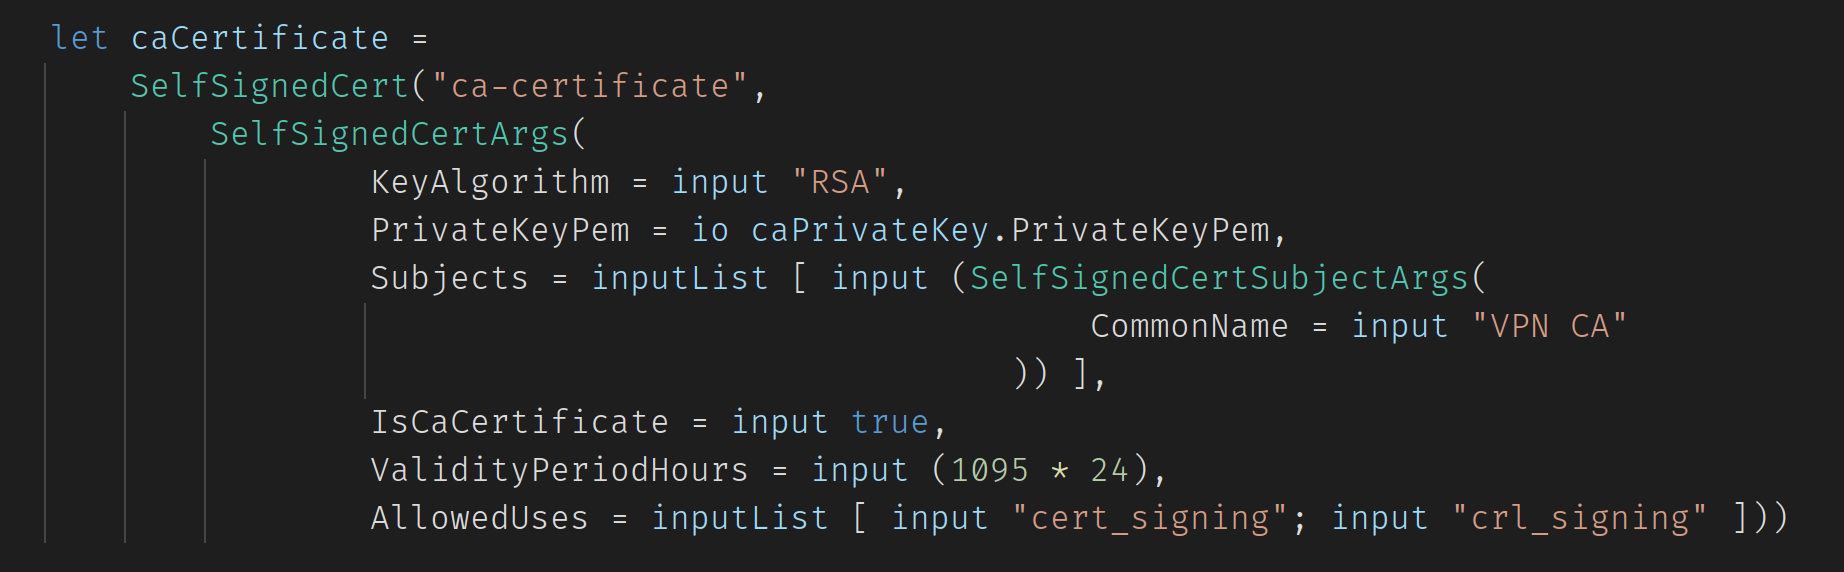 let caCertificate =
    SelfSignedCert("ca-certificate",
        SelfSignedCertArgs(
                KeyAlgorithm = input "RSA",
                PrivateKeyPem = io caPrivateKey.PrivateKeyPem,
                Subjects = inputList [ input (SelfSignedCertSubjectArgs(
                                                    CommonName = input "VPN CA"
                                                )) ],
                IsCaCertificate = input true,
                ValidityPeriodHours = input (1095 * 24),
                AllowedUses = inputList [ input "cert_signing"; input "crl_signing" ]))